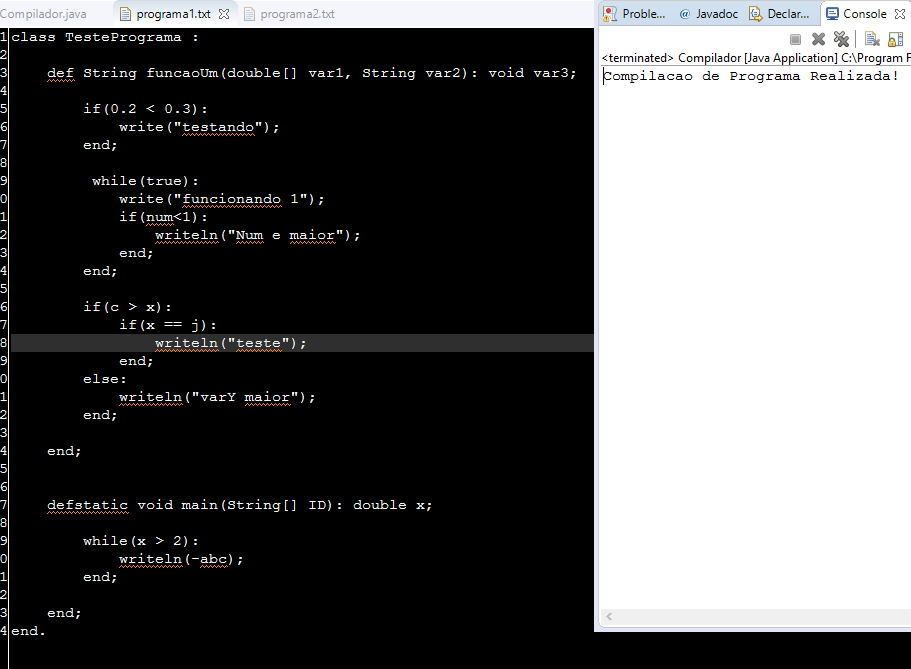 Compilador.java programa1.txt programa2.txt
Proble... @ Javadoc Declar... Console
<terminated> Compilador [Java Application] C:\Program F
Compilacao de Programa Realizada!
1 class TestePrograma :
2
3 def String funcaoUm(double[] var1, String var2): void var3;
4
5 if(0.2 < 0.3):
6 write("testando");
7 end;
8
9 while(true):
0 write("funcionando 1");
1 if(num<1):
2 writeln("Num e maior");
3 end;
4 end;
5
6 if(c > x):
7 if(x == j):
8 writeln("teste");
9 end;
0 else:
1 writeln("varY maior");
2 end;
3
4 end;
5
6
7 defstatic void main(String[] ID): double x;
8
9 while(x > 2):
0 writeln(-abc);
1 end;
2
3 end;
4 end.